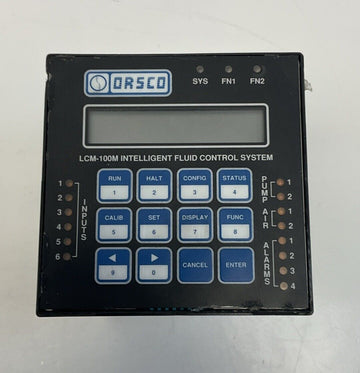 ORSCO
SYS FN1 FN2
LCM-100M INTELLIGENT FLUID CONTROL SYSTEM
RUN HALT CONFIG STATUS
1 2 3 4
CALIB SET DISPLAY FUNC
5 6 7 8
◀ ▶ CANCEL ENTER
9 0
INPUTS
1
2
3
4
5
6
PUMP
1
2
AIR
1
2
ALARMS
1
2
3
4